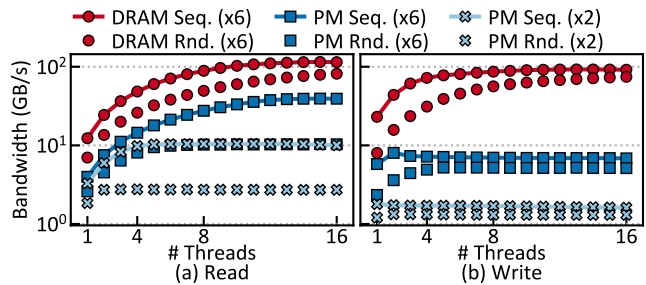 DRAM Seq. (x6) PM Seq. (x6) PM Seq. (x2)
DRAM Rnd. (x6) PM Rnd. (x6) PM Rnd. (x2)
Bandwidth (GB/s)
10²
10¹
10⁰
1 4 8 16
# Threads
(a) Read
1 4 8 16
# Threads
(b) Write